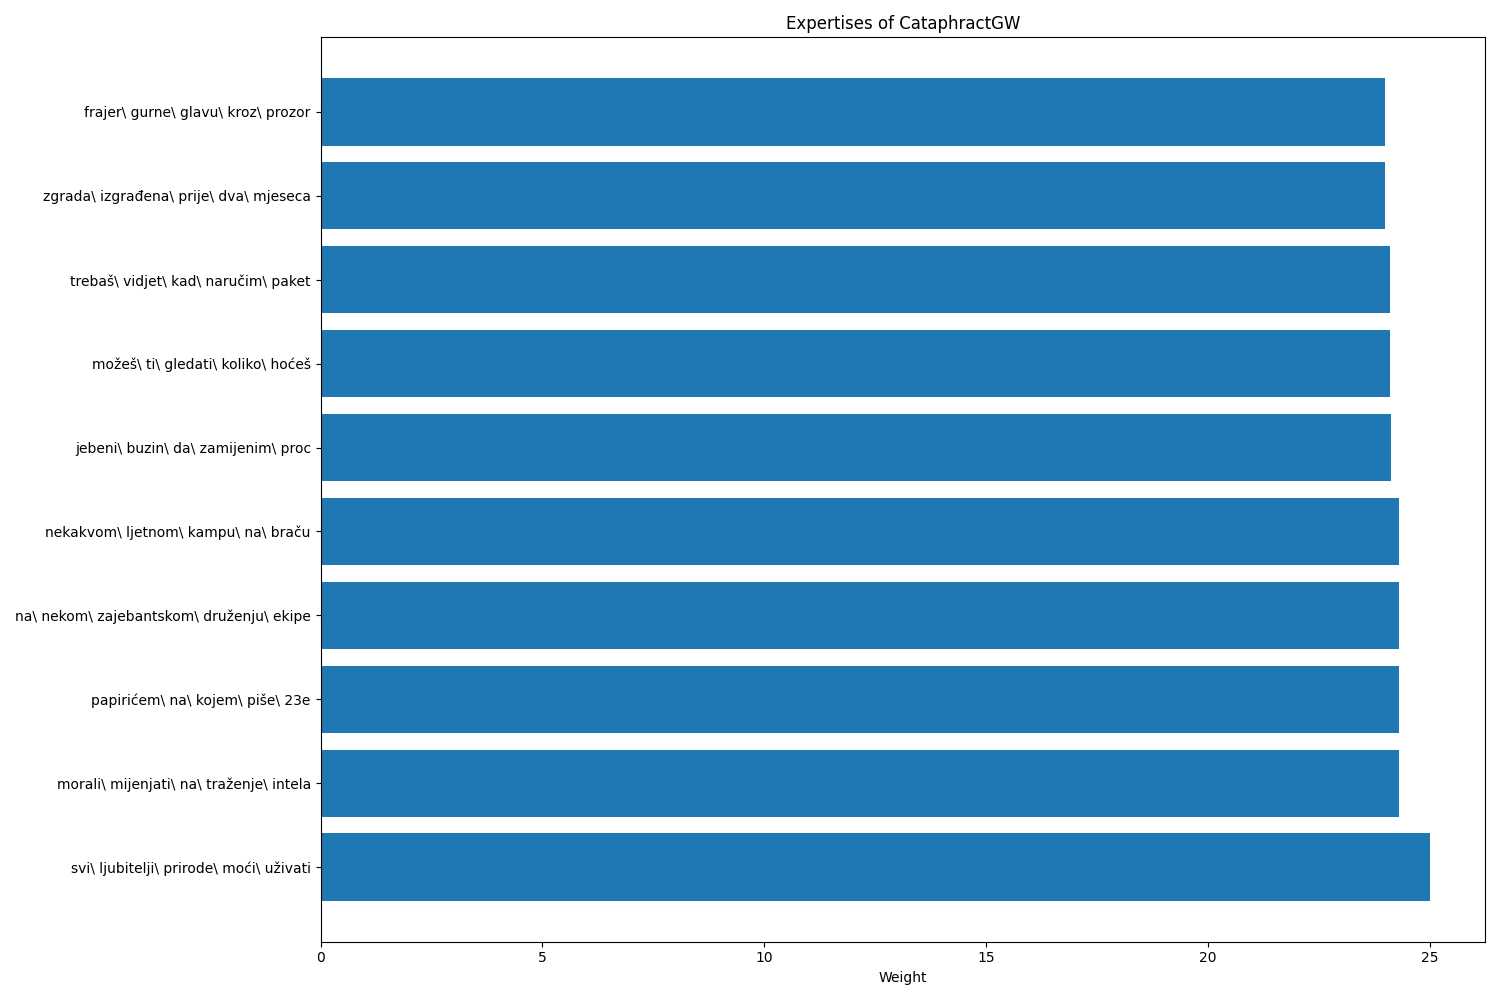 Expertises of CataphractGW
frajer\ gurne\ glavu\ kroz\ prozor
zgrada\ izgrađena\ prije\ dva\ mjeseca
trebaš\ vidjet\ kad\ naručim\ paket
možeš\ ti\ gledati\ koliko\ hoćeš
jebeni\ buzin\ da\ zamijenim\ proc
nekakvom\ ljetnom\ kampu\ na\ braču
na\ nekom\ zajebantskom\ druženju\ ekipe
papirićem\ na\ kojem\ piše\ 23e
morali\ mijenjati\ na\ traženje\ intela
svi\ ljubitelji\ prirode\ moći\ uživati
0 5 10 15 20 25
Weight